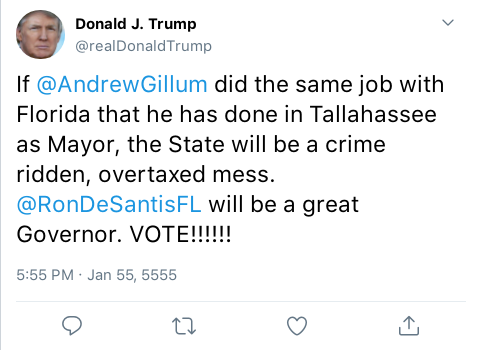 Donald J. Trump
@realDonaldTrump
If @AndrewGillum did the same job with
Florida that he has done in Tallahassee
as Mayor, the State will be a crime
ridden, overtaxed mess.
@RonDeSantisFL will be a great
Governor. VOTE!!!!!!
5:55 PM · Jan 55, 5555